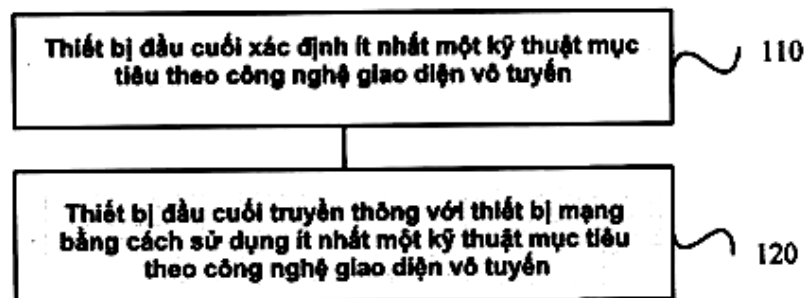 Thiết bị đầu cuối xác định ít nhất một kỹ thuật mục
tiêu theo công nghệ giao diện vô tuyến
110
Thiết bị đầu cuối truyền thông với thiết bị mạng
bằng cách sử dụng ít nhất một kỹ thuật mục tiêu
theo công nghệ giao diện vô tuyến
120